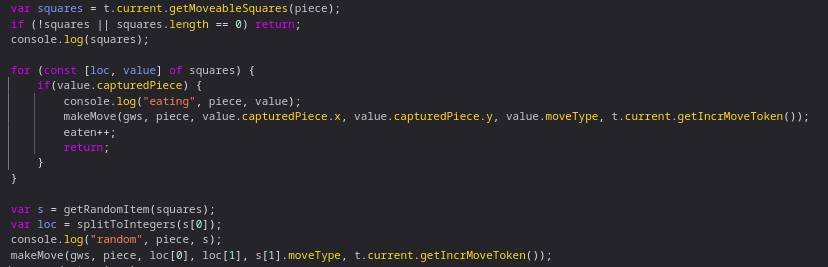 var squares = t.current.getMoveableSquares(piece);
if (!squares || squares.length == 0) return;
console.log(squares);
for (const [loc, value] of squares) {
if(value.capturedPiece) {
console.log("eating", piece, value);
makeMove(gws, piece, value.capturedPiece.x, value.capturedPiece.y, value.moveType, t.current.getIncrMoveToken());
eaten++;
return;
}
}
var s = getRandomItem(squares);
var loc = splitToIntegers(s[0]);
console.log("random", piece, s);
makeMove(gws, piece, loc[0], loc[1], s[1].moveType, t.current.getIncrMoveToken());